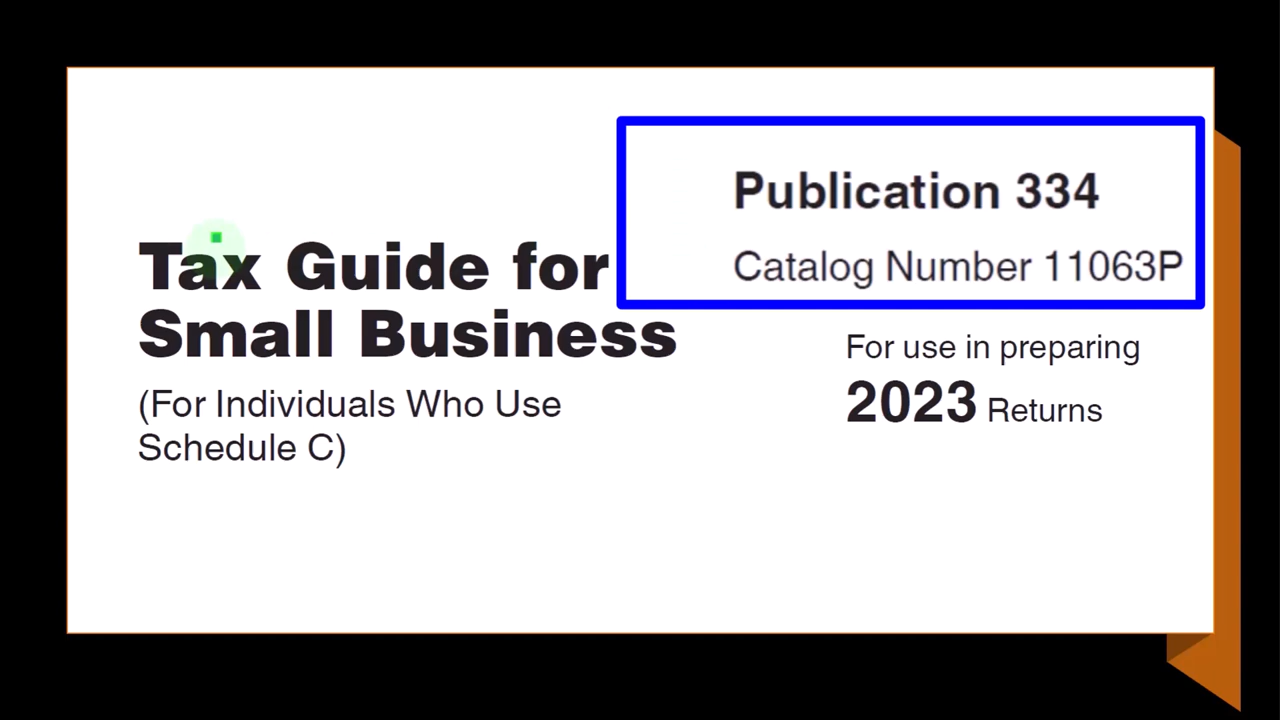 Publication 334
Catalog Number 11063P
Tax Guide for
Small Business
(For Individuals Who Use
Schedule C)
For use in preparing
2023 Returns